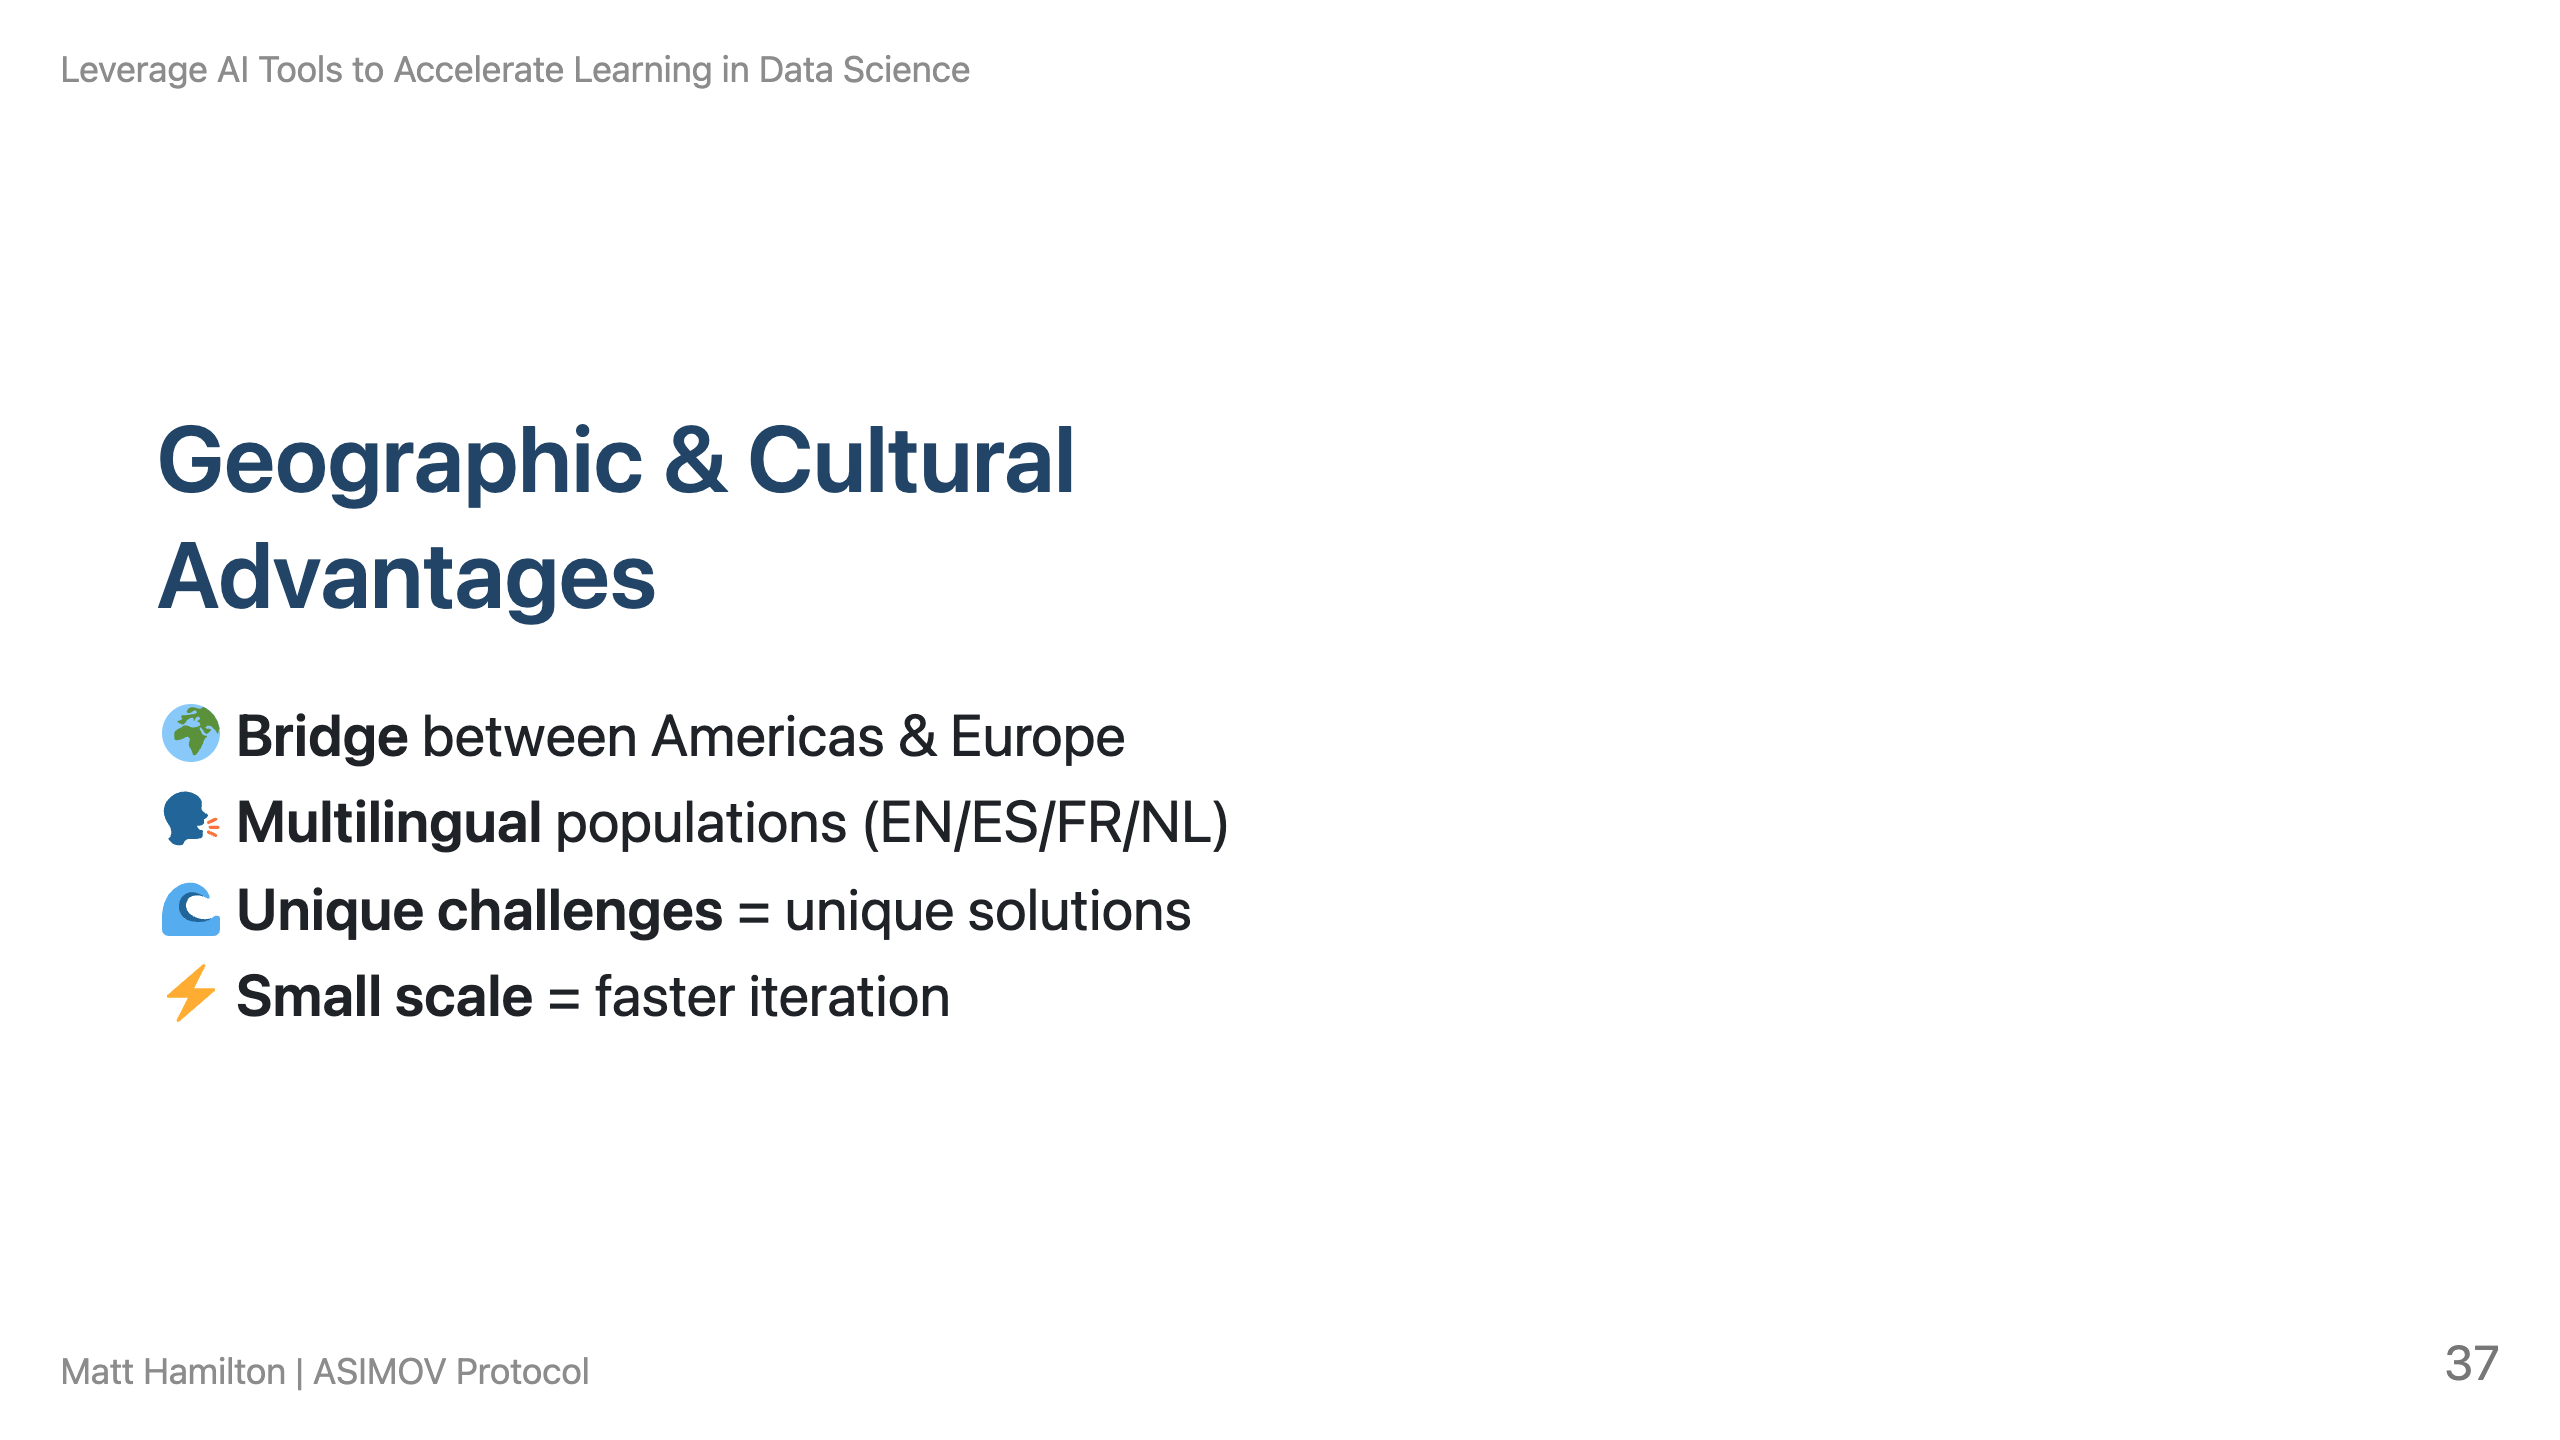 Leverage AI Tools to Accelerate Learning in Data Science
Geographic & Cultural
Advantages
🌍 Bridge between Americas & Europe
🗣️ Multilingual populations (EN/ES/FR/NL)
🌊 Unique challenges = unique solutions
⚡ Small scale = faster iteration
Matt Hamilton | ASIMOV Protocol
37